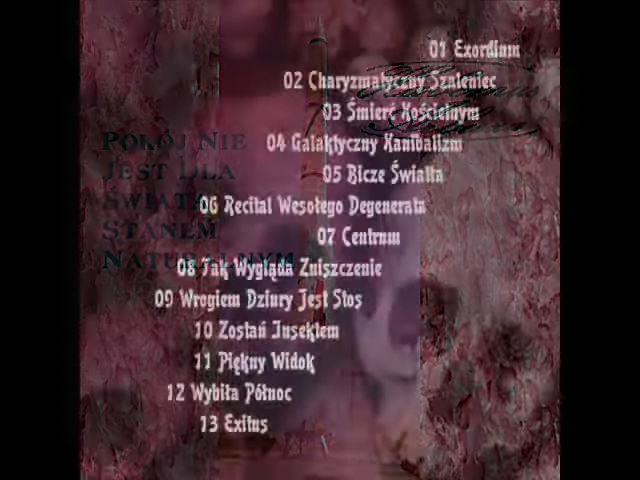 01 Exordium
02 Charyzmatyczny Szaleniec
03 Śmierć Kościelnym
04 Galaktyczny Kanibalizm
05 Bicze Światła
06 Recital Wesołego Degenerata
07 Centrum
08 Tak Wygląda Zniszczenie
09 Wrogiem Dziury Jest Stos
10 Zostań Insektem
11 Piękny Widok
12 Wybiła Północ
13 Exitus
Pokój Nie
Jest Dla
Świata
Stanem
Naturalnym